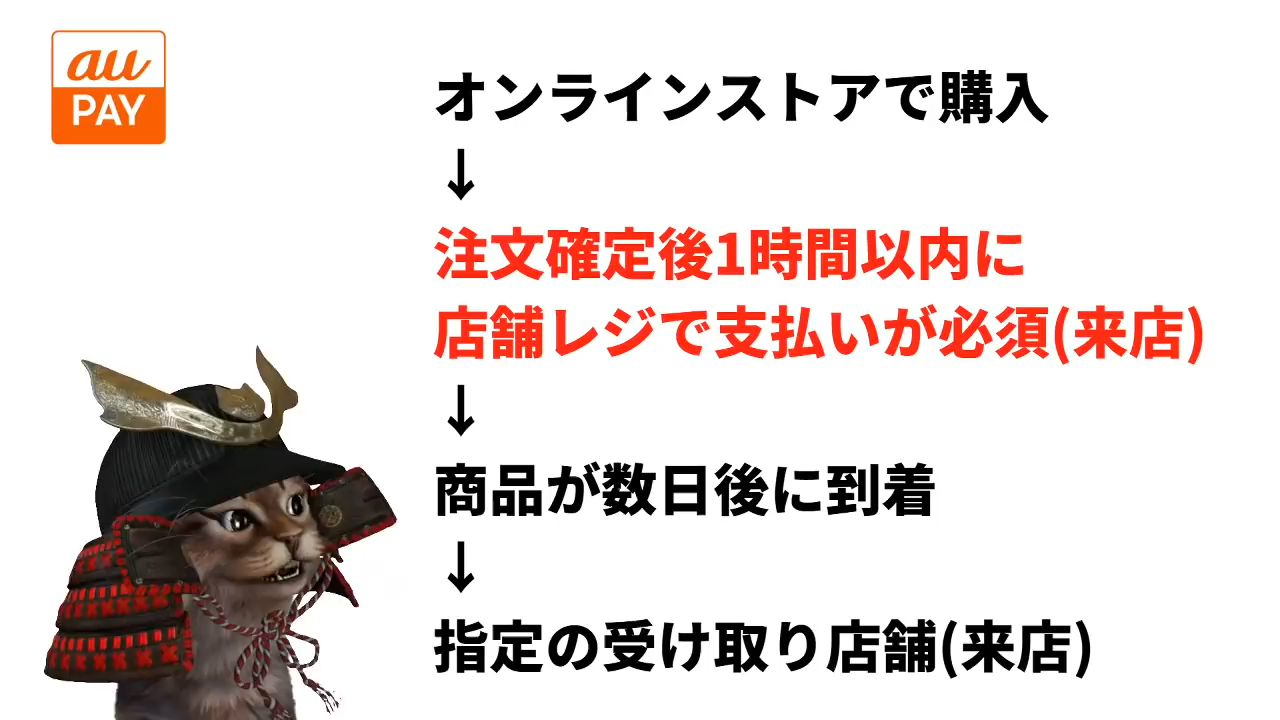 au
PAY
オンラインストアで購入
↓
注文確定後1時間以内に
店舗レジで支払いが必須(来店)
↓
商品が数日後に到着
↓
指定の受け取り店舗(来店)